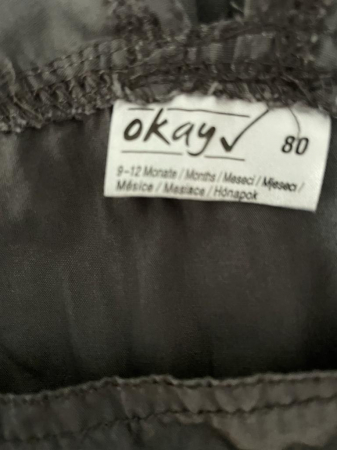 okay✓ 80
9-12 Monate / Months / Meseci / Mjeseci /
Měsíce / Mesiace / Hónapok